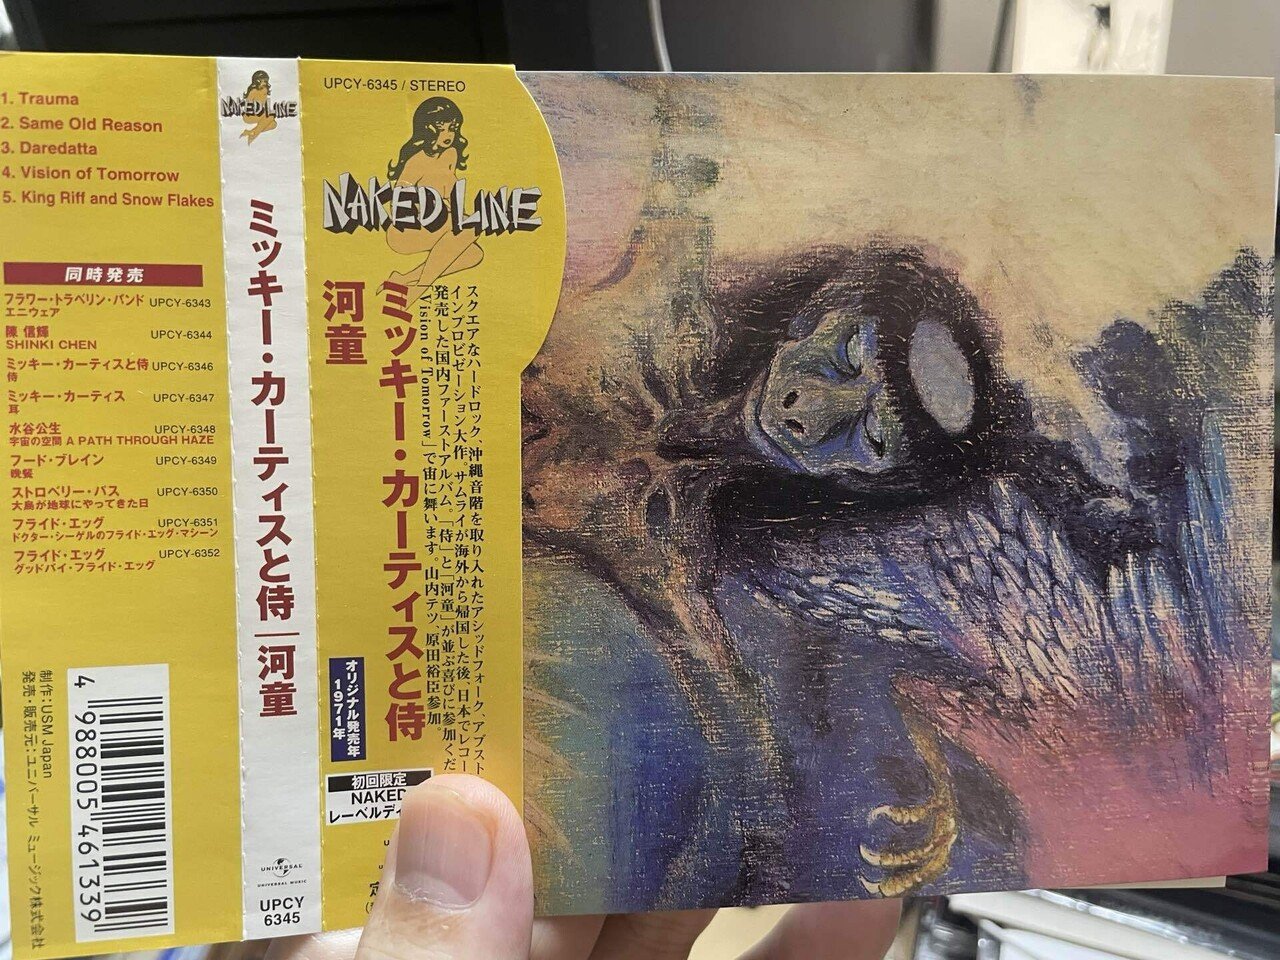 1. Trauma
2. Same Old Reason
3. Daredatta
4. Vision of Tomorrow
5. King Riff and Snow Flakes
同時発売
フラワー・トラベリン・バンド UPCY-6343
エニウェア
陳 信輝 UPCY-6344
SHINKI CHEN
ミッキー・カーティスと侍 UPCY-6346
侍
ミッキー・カーティス UPCY-6347
耳
水谷公生 UPCY-6348
宇宙の空間 A PATH THROUGH HAZE
フード・ブレイン UPCY-6349
晩餐
ストロベリー・パス UPCY-6350
大烏が地球にやってきた日
フライド・エッグ UPCY-6351
ドクター・シーゲルのフライド・エッグ・マシーン
フライド・エッグ UPCY-6352
グッドバイ・フライド・エッグ
制作:USM Japan
発売・販売元:ユニバーサル ミュージック株式会社
4 988005 461339
NAKED LINE
ミッキー・カーティスと侍|河童
UNIVERSAL
UNIVERSAL MUSIC
UPCY
6345
UPCY-6345 / STEREO
NAKED LINE
ミッキー・カーティスと侍
河童
スクエアなハードロック、沖縄音階を取り入れたアシッドフォーク、アブスト
インプロビゼーション大作。サムライが海外から帰国した後、日本でレコー
発売した国内ファーストアルバム。「侍」と「河童」が並ぶ喜びに参加くだ
「Vision of Tomorrow」で宙に舞います。山内テツ、原田裕臣参加。
オリジナル発売年
1971年
初回限定
NAKED
レーベルディ
定